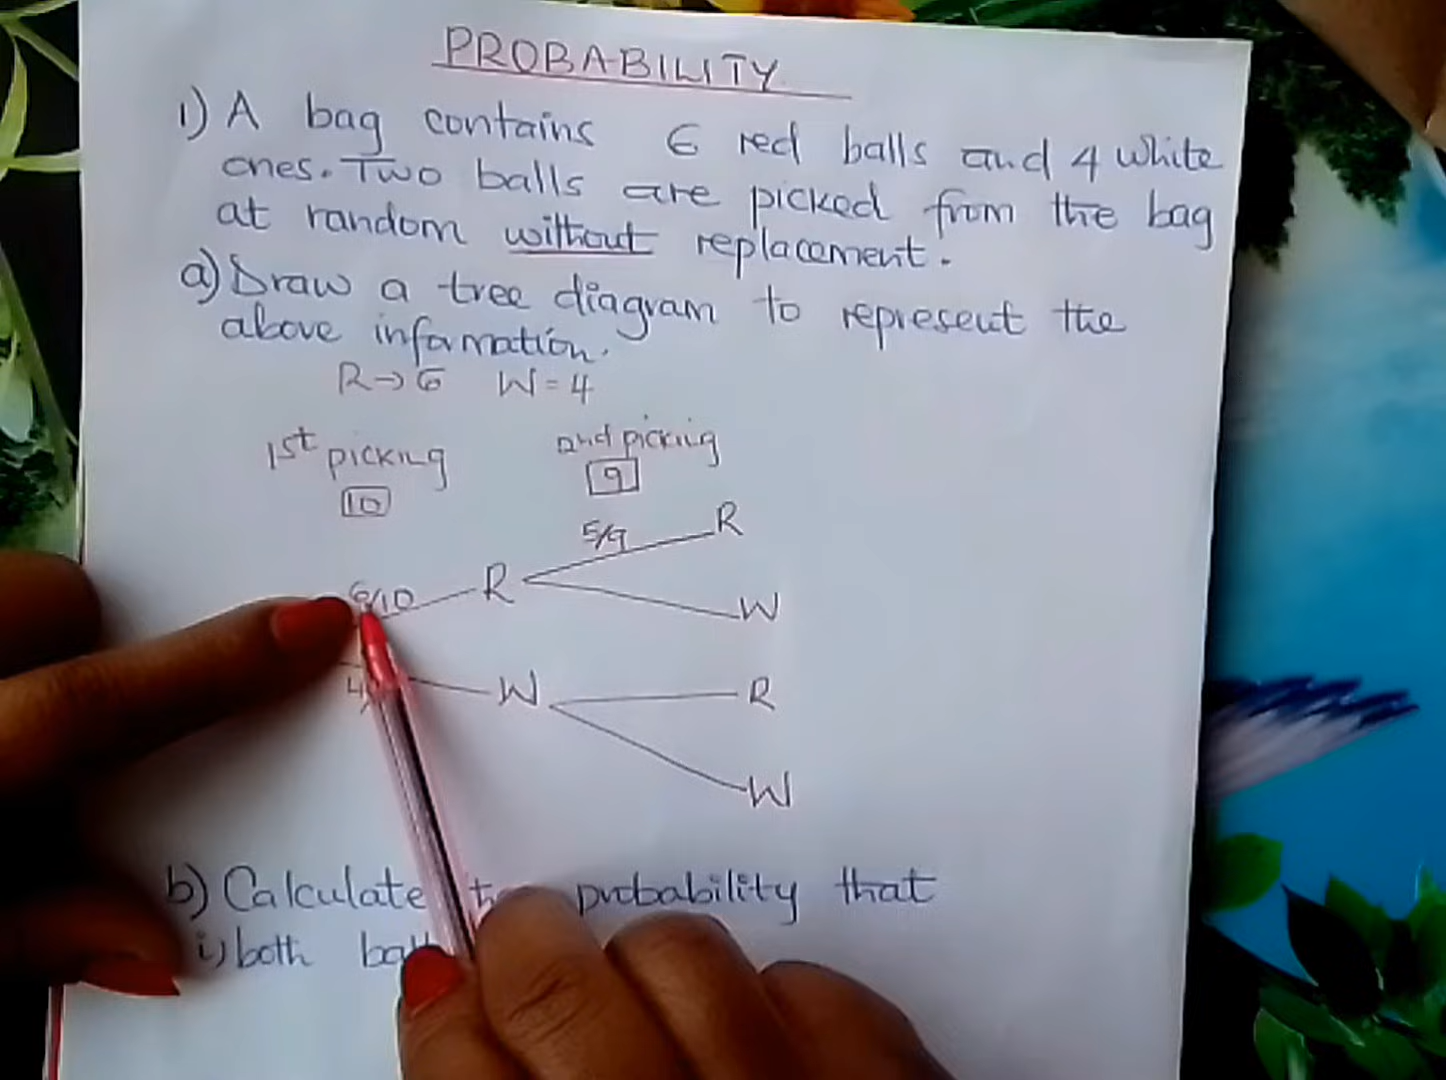 PROBABILITY
1) A bag contains 6 red balls and 4 white
ones. Two balls are picked from the bag
at random without replacement.
a) Draw a tree diagram to represent the
above information.
R→6 W=4
1st picking
10
2nd picking
9
5/9
R
6/10
R
W
4
W
R
W
b) Calculate probability that
i) both